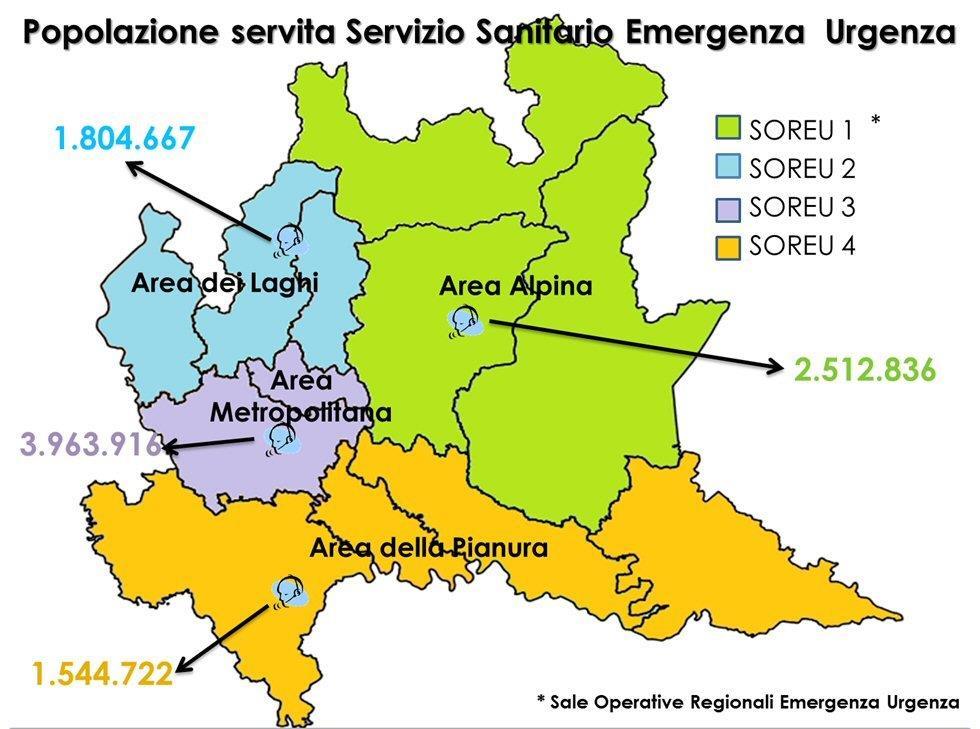 Popolazione servita Servizio Sanitario Emergenza Urgenza
1.804.667
SOREU 1 *
SOREU 2
SOREU 3
SOREU 4
Area dei Laghi
Area Alpina
2.512.836
Area
Metropolitana
3.963.916
Area della Pianura
1.544.722
* Sale Operative Regionali Emergenza Urgenza